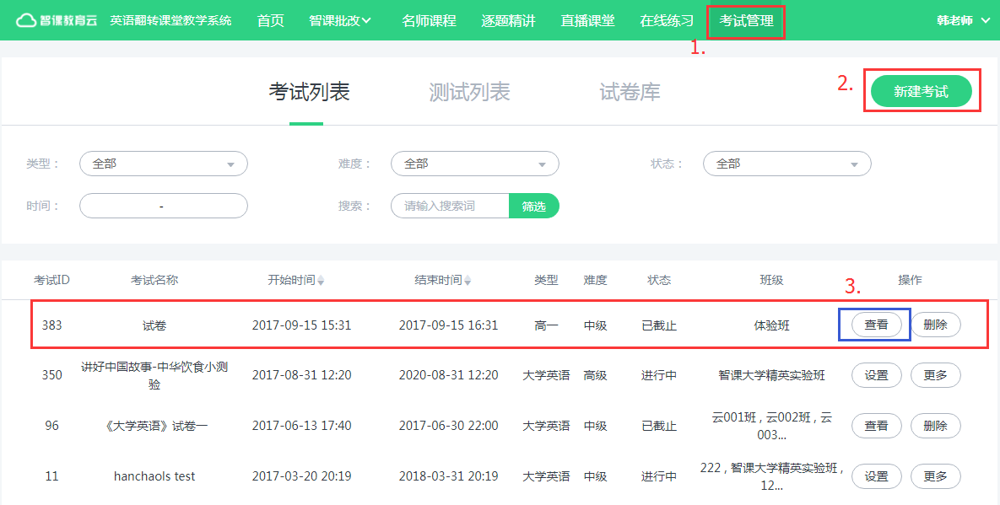 智课教育云 英语翻转课堂教学系统 首页 智课批改 名师课程 逐题精讲 直播课堂 在线练习 考试管理 韩老师
1.
考试列表 测试列表 试卷库 2. 新建考试
类型： 全部 难度： 全部 状态： 全部
时间： - 搜索： 请输入搜索词 筛选
3.
考试ID 考试名称 开始时间 结束时间 类型 难度 状态 班级 操作
383 试卷 2017-09-15 15:31 2017-09-15 16:31 高一 中级 已截止 体验班 查看 删除
350 讲好中国故事-中华饮食小测
验 2017-08-31 12:20 2020-08-31 12:20 大学英语 高级 进行中 智课大学精英实验班 设置 更多
96 《大学英语》试卷一 2017-06-13 17:40 2017-06-30 22:00 大学英语 中级 已截止 云001班 , 云002班 , 云
003... 查看 删除
11 hanchaols test 2017-03-20 20:19 2018-03-31 20:19 大学英语 中级 进行中 222 , 智课大学精英实验班 ,
12... 设置 更多